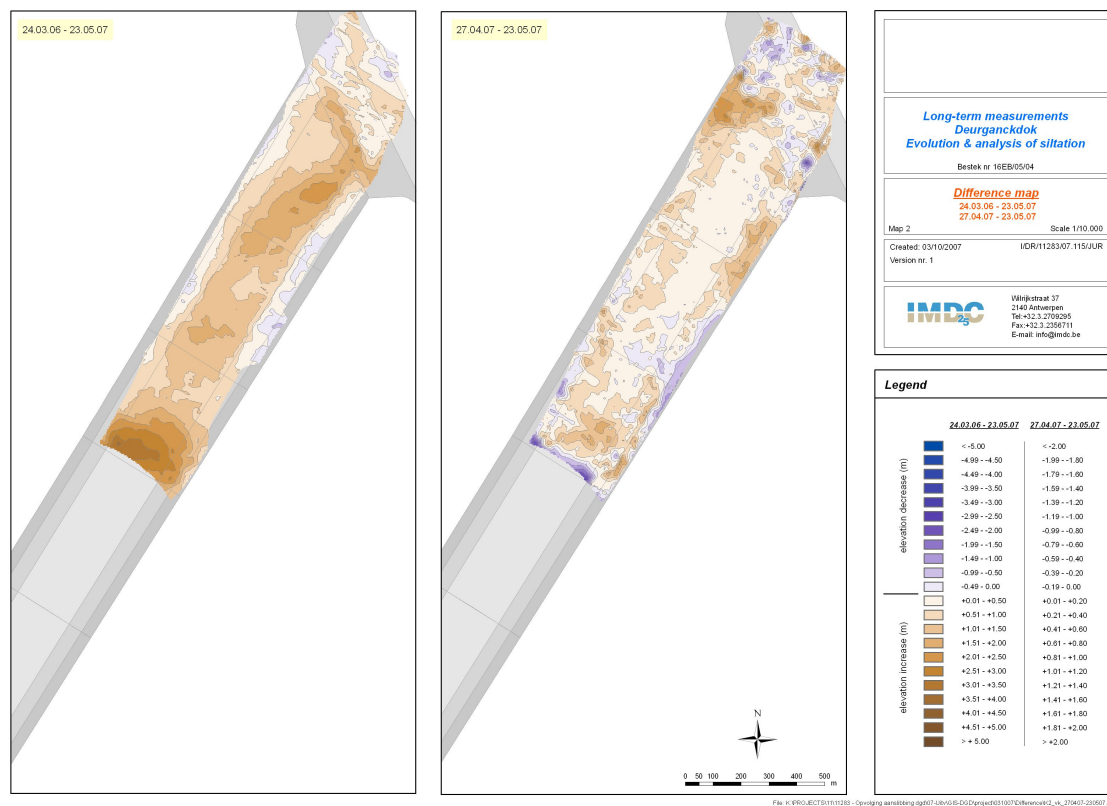 24.03.06 - 23.05.07
27.04.07 - 23.05.07
N
0 50 100 200 300 400 500
m
Long-term measurements
Deurganckdok
Evolution & analysis of siltation
Bestek nr 16EB/05/04
Difference map
24.03.06 - 23.05.07
27.04.07 - 23.05.07
Map 2 Scale 1/10.000
Created: 03/10/2007 I/DR/11283/07.115/JUR
Version nr. 1
IMDC
25
Wilrijkstraat 37
2140 Antwerpen
Tel:+32.3.2709295
Fax:+32.3.2356711
E-mail: info@imdc.be
Legend
24.03.06 - 23.05.07 27.04.07 - 23.05.07
elevation decrease (m)
< -5.00 < -2.00
-4.99 - -4.50 -1.99 - -1.80
-4.49 - -4.00 -1.79 - -1.60
-3.99 - -3.50 -1.59 - -1.40
-3.49 - -3.00 -1.39 - -1.20
-2.99 - -2.50 -1.19 - -1.00
-2.49 - -2.00 -0.99 - -0.80
-1.99 - -1.50 -0.79 - -0.60
-1.49 - -1.00 -0.59 - -0.40
-0.99 - -0.50 -0.39 - -0.20
-0.49 - 0.00 -0.19 - 0.00
elevation increase (m)
+0.01 - +0.50 +0.01 - +0.20
+0.51 - +1.00 +0.21 - +0.40
+1.01 - +1.50 +0.41 - +0.60
+1.51 - +2.00 +0.61 - +0.80
+2.01 - +2.50 +0.81 - +1.00
+2.51 - +3.00 +1.01 - +1.20
+3.01 - +3.50 +1.21 - +1.40
+3.51 - +4.00 +1.41 - +1.60
+4.01 - +4.50 +1.61 - +1.80
+4.51 - +5.00 +1.81 - +2.00
> + 5.00 > +2.00